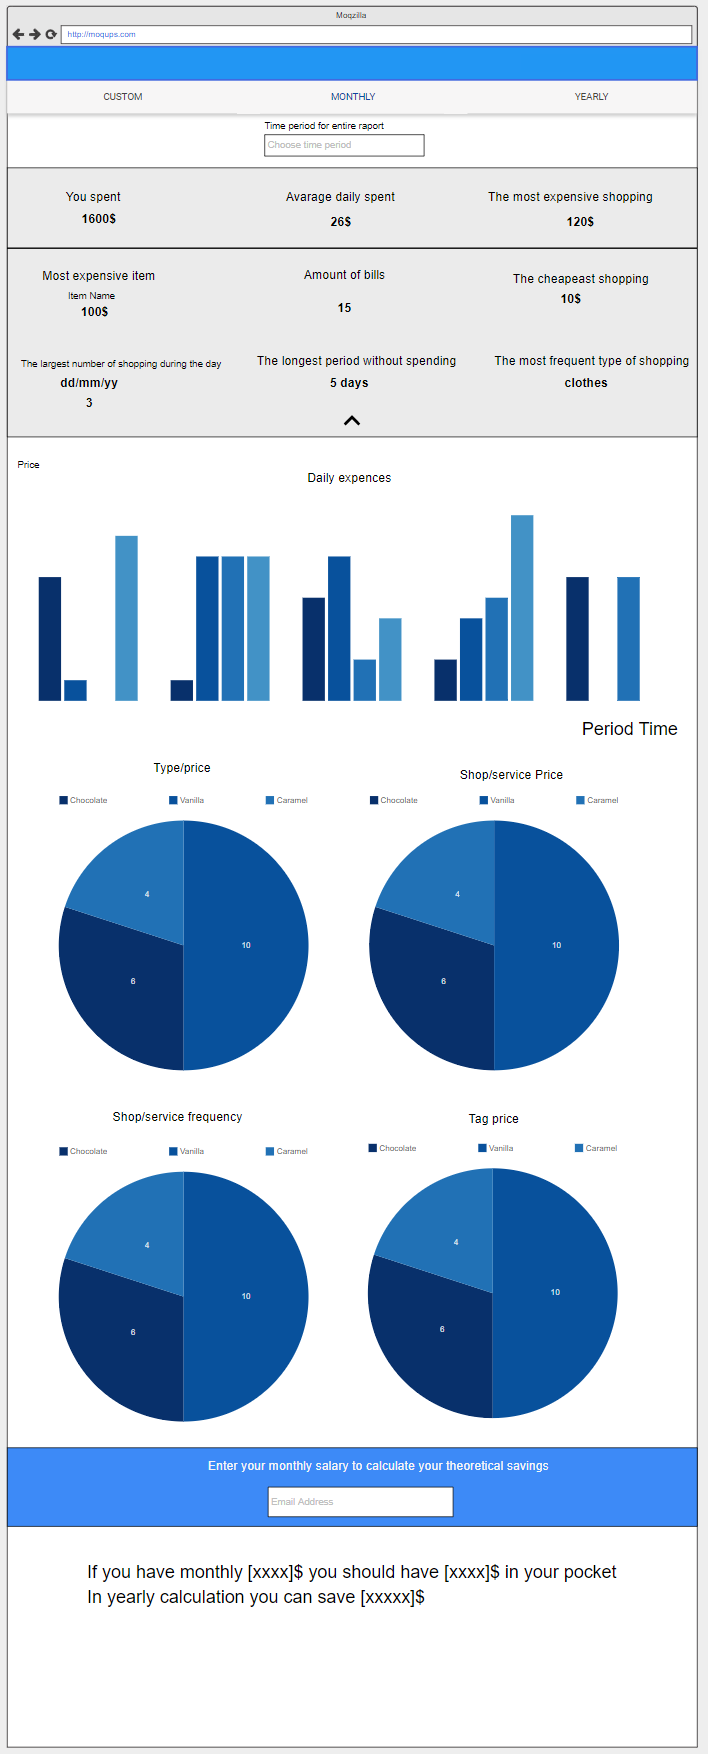 Moqzilla
http://moqups.com
CUSTOM
MONTHLY
YEARLY
Time period for entire raport
Choose time period
You spent
1600$
Avarage daily spent
26$
The most expensive shopping
120$
Most expensive item
Item Name
100$
Amount of bills
15
The cheapeast shopping
10$
The largest number of shopping during the day
dd/mm/yy
3
The longest period without spending
5 days
The most frequent type of shopping
clothes
Price
Daily expences
Period Time
Type/price
Chocolate
Vanilla
Caramel
4
10
6
Shop/service Price
Chocolate
Vanilla
Caramel
4
10
6
Shop/service frequency
Chocolate
Vanilla
Caramel
4
10
6
Tag price
Chocolate
Vanilla
Caramel
4
10
6
Enter your monthly salary to calculate your theoretical savings
Email Address
If you have monthly [xxxx]$ you should have [xxxx]$ in your pocket
In yearly calculation you can save [xxxxx]$